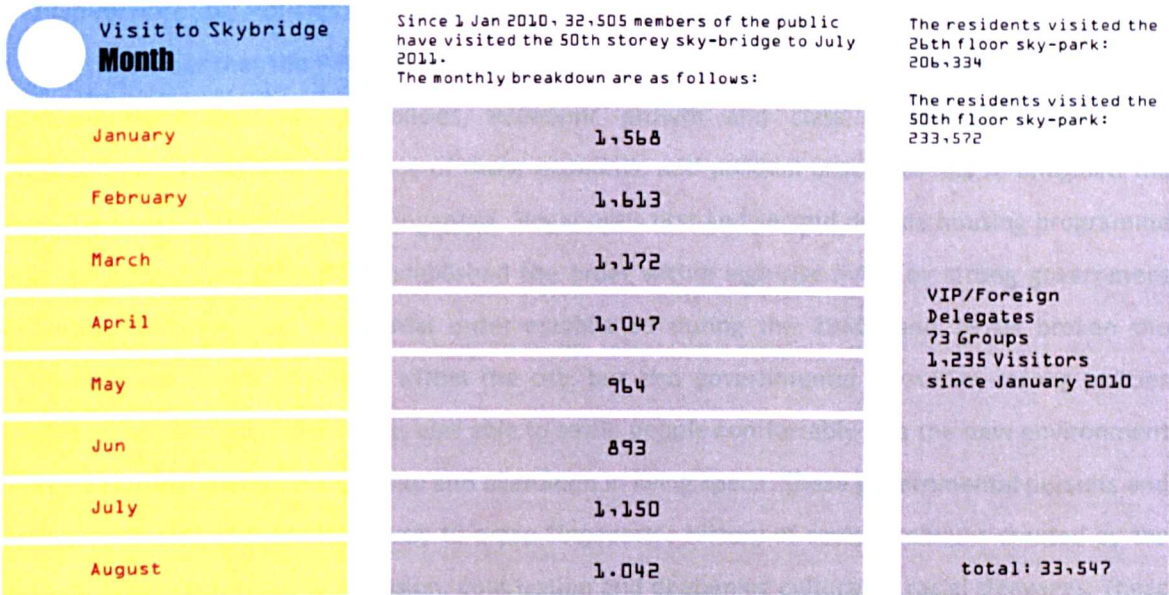 Visit to Skybridge
Month
Since 1 Jan 2010, 32,505 members of the public
have visited the 50th storey sky-bridge to July
2011.
The monthly breakdown are as follows:
The residents visited the
26th floor sky-park:
206,334
The residents visited the
50th floor sky-park:
233,572
January 1,568
February 1,613
March 1,172
April 1.047
May 964
Jun 893
July 1,150
August 1.042
VIP/Foreign
Delegates
73 Groups
1.235 Visitors
since January 2010
total: 33,547